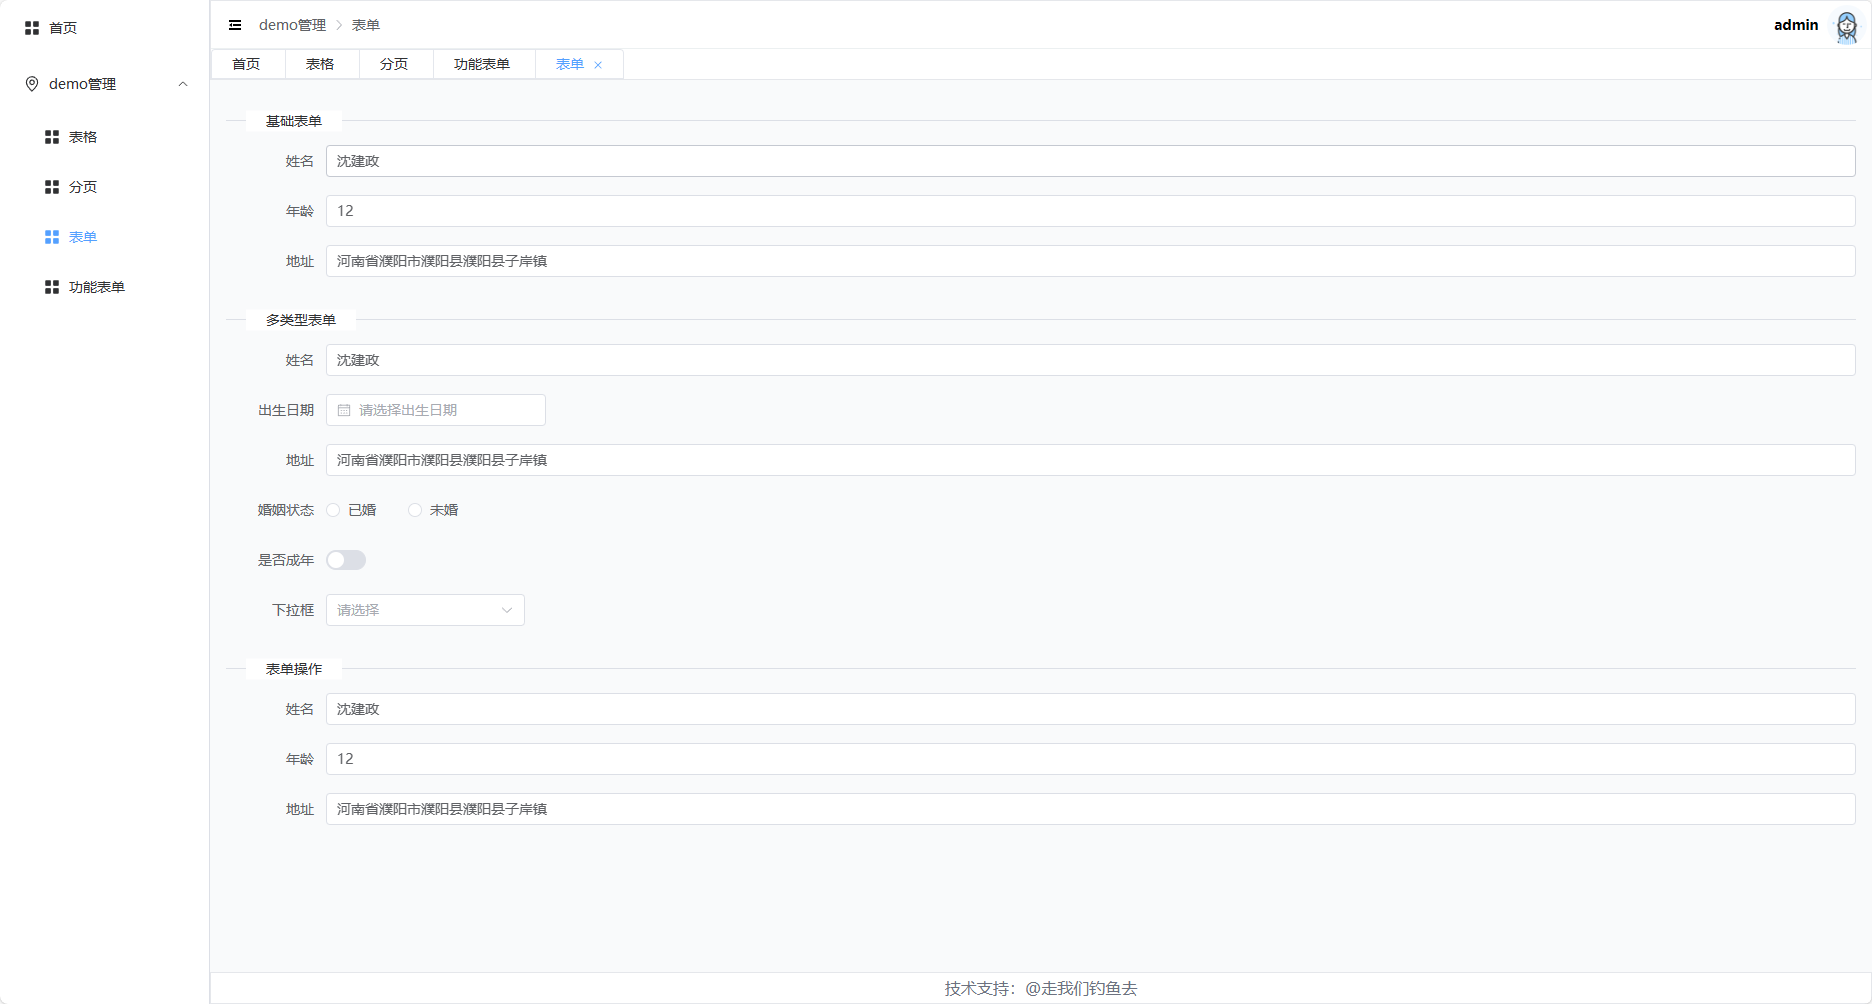 首页
demo管理
表格
分页
表单
功能表单
demo管理 表单
admin
首页 表格 分页 功能表单 表单
基础表单
姓名 沈建政
年龄 12
地址 河南省濮阳市濮阳县濮阳县子岸镇
多类型表单
姓名 沈建政
出生日期 请选择出生日期
地址 河南省濮阳市濮阳县濮阳县子岸镇
婚姻状态 已婚 未婚
是否成年
下拉框 请选择
表单操作
姓名 沈建政
年龄 12
地址 河南省濮阳市濮阳县濮阳县子岸镇
技术支持：@走我们钓鱼去